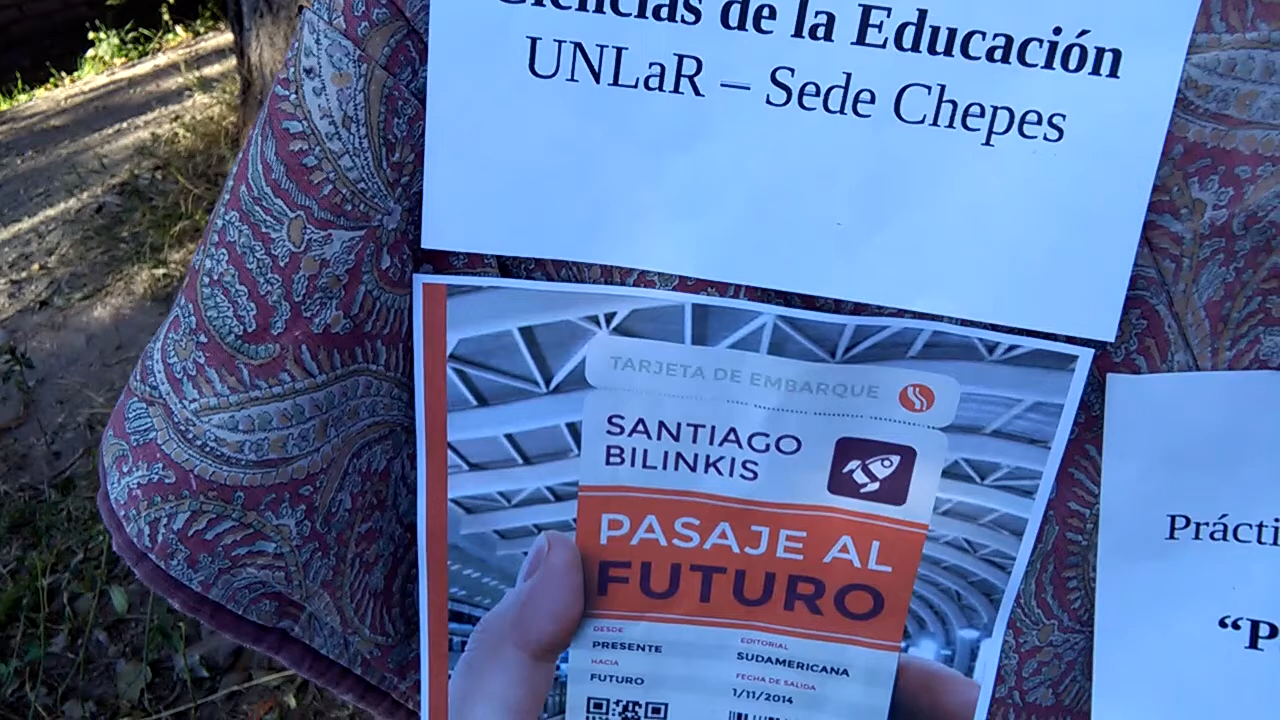 Ciencias de la Educación
UNLaR – Sede Chepes
TARJETA DE EMBARQUE
SANTIAGO
BILINKIS
PASAJE AL
FUTURO
DESDE
PRESENTE
HACIA
FUTURO
EDITORIAL
SUDAMERICANA
FECHA DE SALIDA
1/11/2014